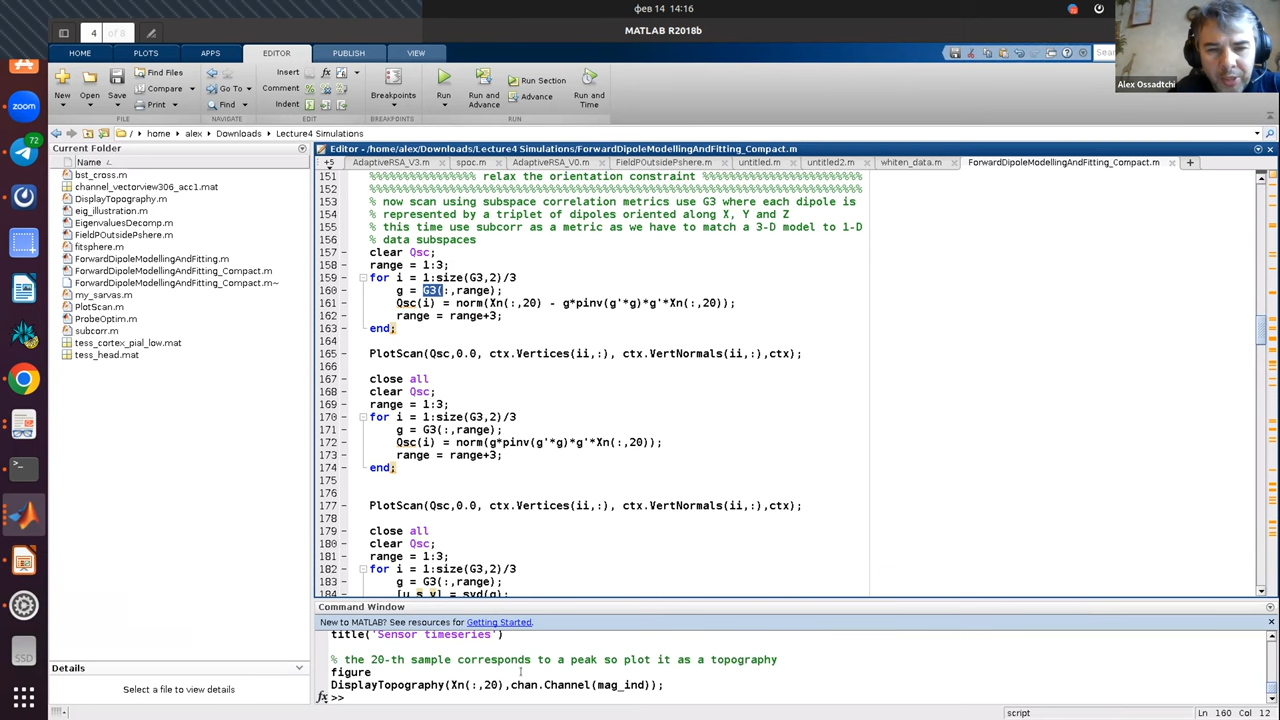 фев 14 14:16
4 of 8
MATLAB R2018b
HOME PLOTS APPS EDITOR PUBLISH VIEW
Sear
Alex Ossadtchi
New Open Save Find Files Compare Print Go To Find Insert Comment Indent fx Breakpoints Run Run and Advance Run Section Advance Run and Time
FILE NAVIGATE EDIT BREAKPOINTS RUN
/ home alex Downloads Lecture4 Simulations
Current Folder
Name
bst_cross.m
channel_vectorview306_acc1.mat
DisplayTopography.m
eig_illustration.m
EigenvaluesDecomp.m
FieldOutsidePshere.m
fitsphere.m
ForwardDipoleModellingAndFitting.m
ForwardDipoleModellingAndFitting_Compact.m
ForwardDipoleModellingAndFitting_Compact.m~
my_sarvas.m
PlotScan.m
ProbeOptim.m
subcorr.m
tess_cortex_pial_low.mat
tess_head.mat
Details
Select a file to view details
zoom
72
SSD
Editor - /home/alex/Downloads/Lecture4 Simulations/ForwardDipoleModellingAndFitting_Compact.m
+5 AdaptiveRSA_V3.m spoc.m AdaptiveRSA_V0.m FieldPOutsidePshere.m untitled.m untitled2.m whiten_data.m ForwardDipoleModellingAndFitting_Compact.m
151 %%%%%%%%%%%%%%%% relax the orientation constraint %%%%%%%%%%%%%%%%%%%%%%%%
152 %%%%%%%%%%%%%%%%%%%%%%%%%%%%%%%%%%%%%%%%%%%%%%%%%%%%%%%%%%%%%%%%%%%%%%%%%%
153 % now scan using subspace correlation metrics use G3 where each dipole is
154 % represented by a triplet of dipoles oriented along X, Y and Z
155 % this time use subcorr as a metric as we have to match a 3-D model to 1-D
156 % data subspaces
157 clear Qsc;
158 range = 1:3;
159 for i = 1:size(G3,2)/3
160 g = G3(:,range);
161 Qsc(i) = norm(Xn(:,20) - g*pinv(g'*g)*g'*Xn(:,20));
162 range = range+3;
163 end;
164
165 PlotScan(Qsc,0.0, ctx.Vertices(ii,:), ctx.VertNormals(ii,:),ctx);
166
167 close all
168 clear Qsc;
169 range = 1:3;
170 for i = 1:size(G3,2)/3
171 g = G3(:,range);
172 Qsc(i) = norm(g*pinv(g'*g)*g'*Xn(:,20));
173 range = range+3;
174 end;
175
176
177 PlotScan(Qsc,0.0, ctx.Vertices(ii,:), ctx.VertNormals(ii,:),ctx);
178
179 close all
180 clear Qsc;
181 range = 1:3;
182 for i = 1:size(G3,2)/3
183 g = G3(:,range);
184 [u s v] = svd(g);
Command Window
New to MATLAB? See resources for Getting Started.
title('Sensor timeseries')
% the 20-th sample corresponds to a peak so plot it as a topography
figure
DisplayTopography(Xn(:,20),chan.Channel(mag_ind));
fx >>
script Ln 160 Col 12